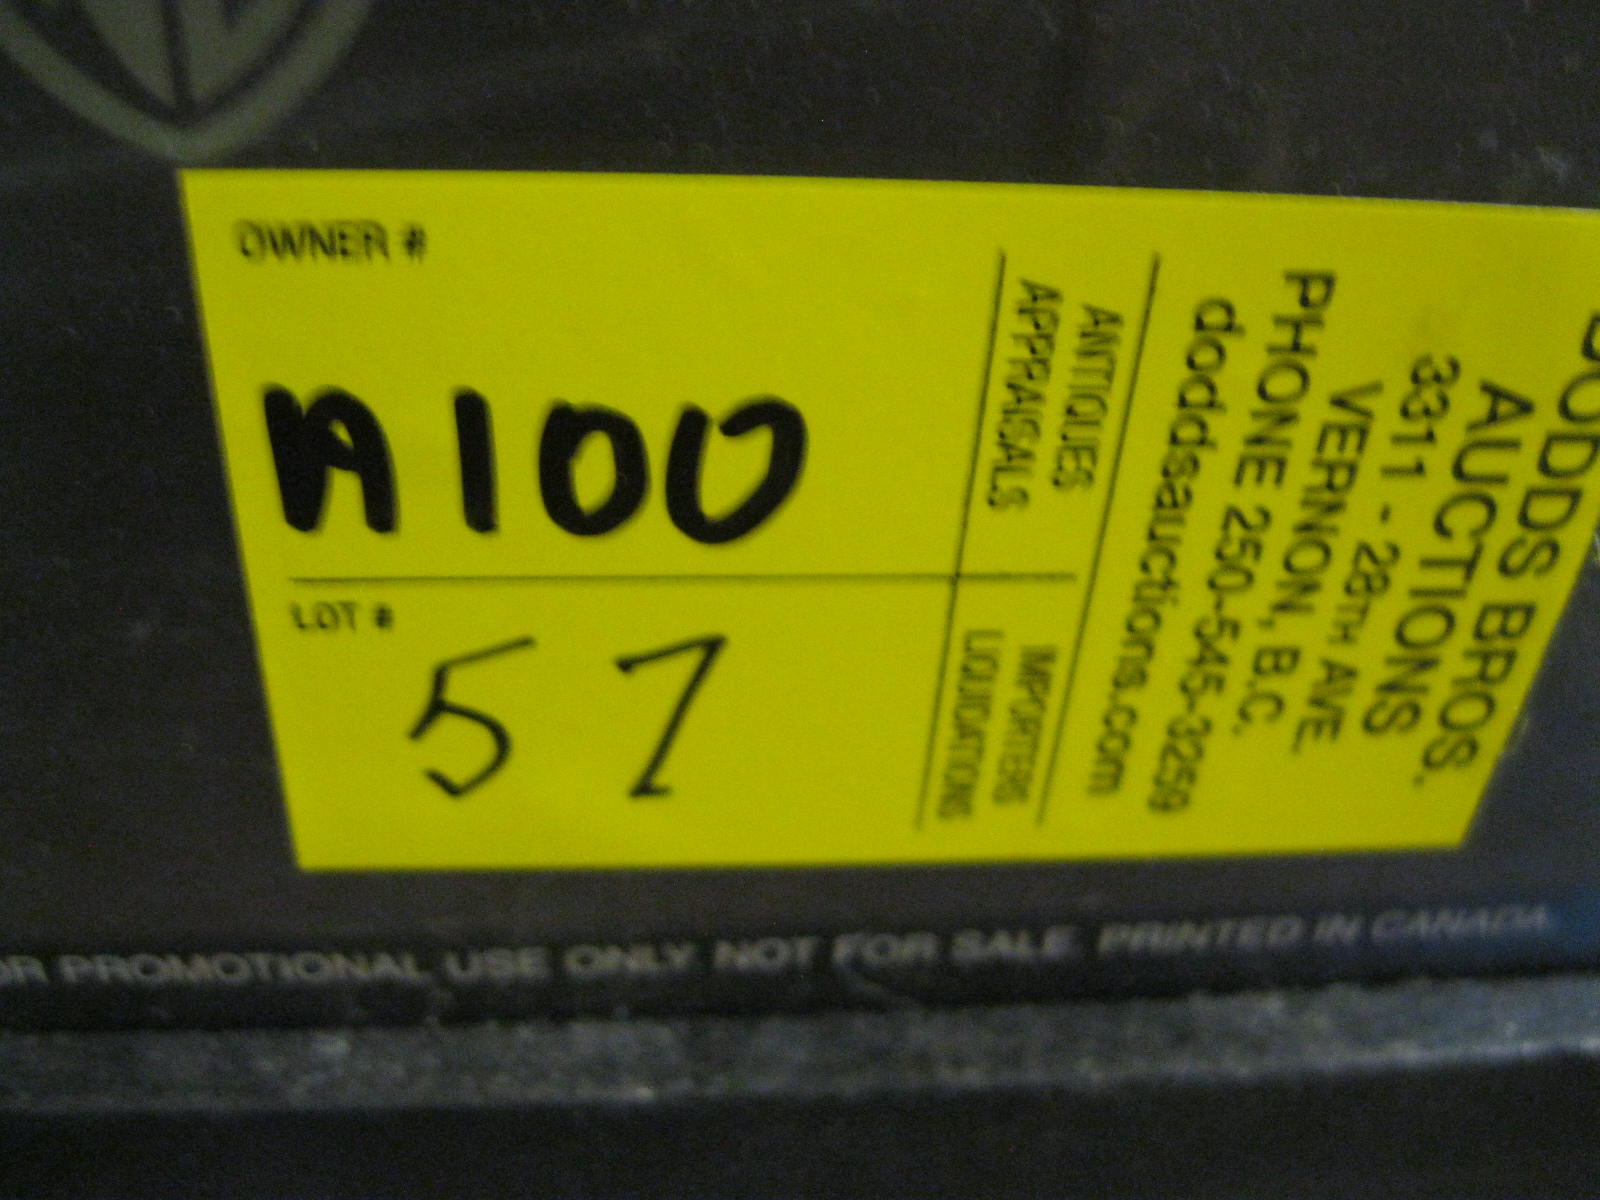 OWNER #
A100
LOT #
57
ANTIQUES
APPRAISALS
IMPORTERS
LIQUIDATIONS
DODDS BROS.
AUCTIONS
3311 - 28TH AVE.
VERNON, B.C.
PHONE 250-545-3259
doddsauctions.com
OR PROMOTIONAL USE ONLY NOT FOR SALE PRINTED IN CANADA